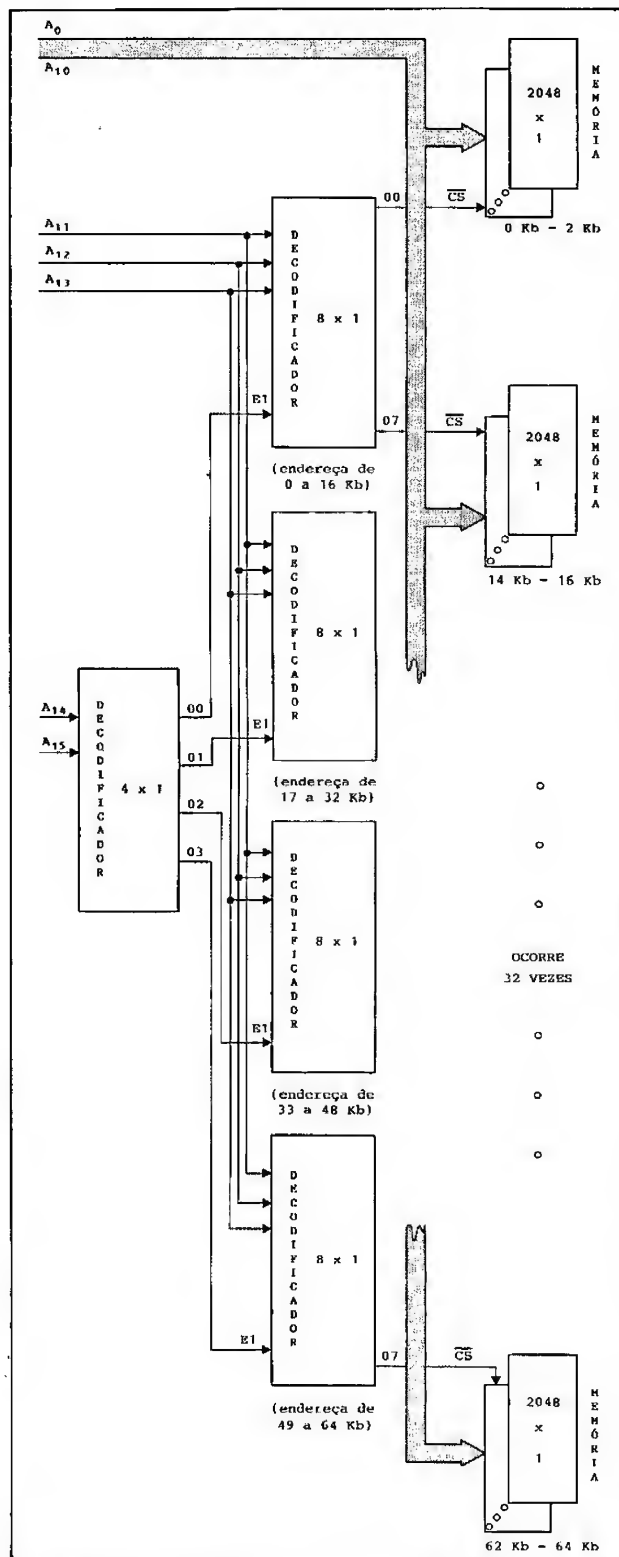 A0
A10
2048
x
1
MEMÓRIA
00
CS
0 Kb - 2 Kb
A11
A12
A13
DECODIFICADOR
8 x 1
E1
07
CS
(endereça de
0 a 16 Kb)
2048
x
1
MEMÓRIA
14 Kb - 16 Kb
DECODIFICADOR
8 x 1
E1
(endereça de
17 a 32 Kb)
A14
A15
DECODIFICADOR
4 x 1
00
01
02
03
DECODIFICADOR
8 x 1
E1
(endereça de
33 a 48 Kb)
OCORRE
32 VEZES
DECODIFICADOR
8 x 1
E1
07
CS
(endereça de
49 a 64 Kb)
2048
x
1
MEMÓRIA
62 Kb - 64 Kb